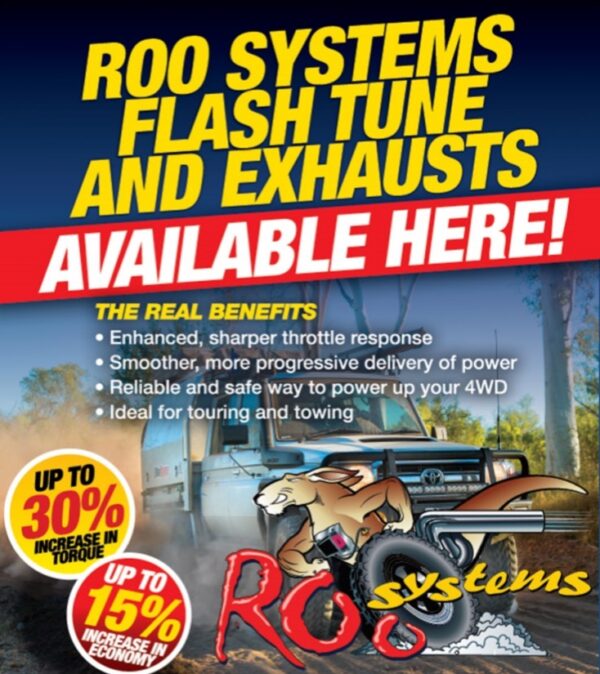 ROO SYSTEMS
FLASH TUNE
AND EXHAUSTS
AVAILABLE HERE!
THE REAL BENEFITS
• Enhanced, sharper throttle response
• Smoother, more progressive delivery of power
• Reliable and safe way to power up your 4WD
• Ideal for touring and towing
UP TO
30%
INCREASE IN
TORQUE
UP TO
15%
INCREASE IN
ECONOMY
Roo
systems